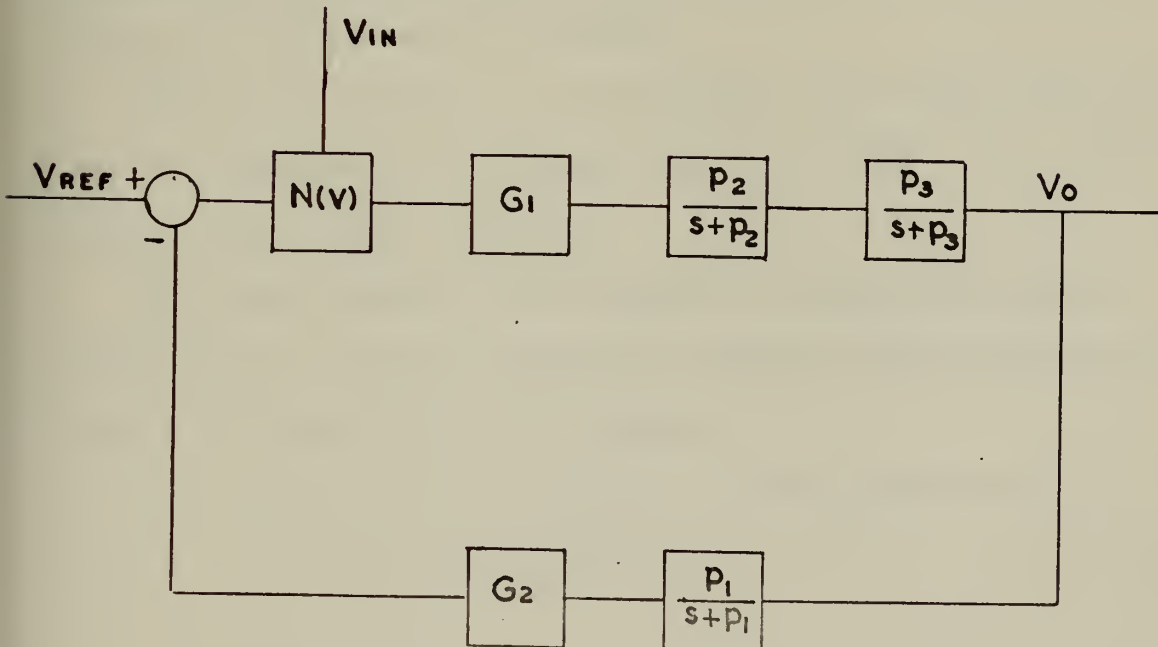 VIN
VREF +
-
N(V)
G1
p2
s+p2
p3
s+p3
Vo
G2
p1
s+p1